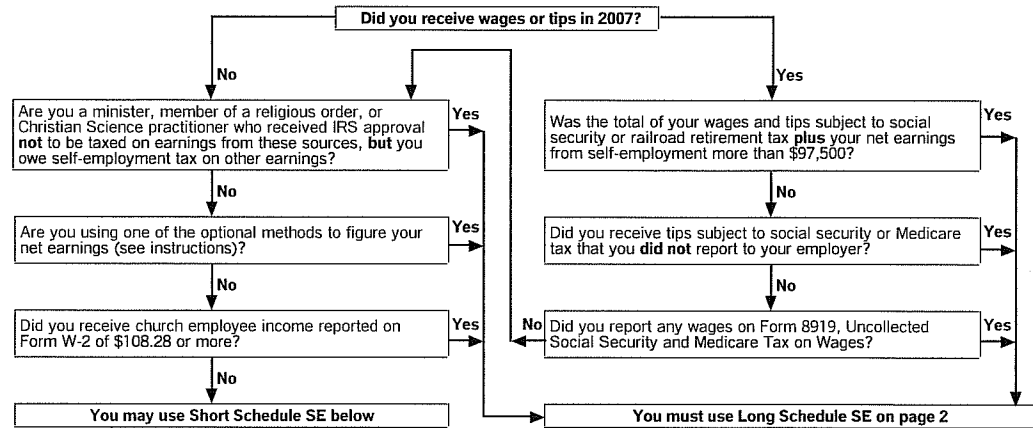 Did you receive wages or tips in 2007?
No
Yes
Are you a minister, member of a religious order, or
Christian Science practitioner who received IRS approval
not to be taxed on earnings from these sources, but you
owe self-employment tax on other earnings?
Yes
Was the total of your wages and tips subject to social
security or railroad retirement tax plus your net earnings
from self-employment more than $97,500?
Yes
No
No
Are you using one of the optional methods to figure your
net earnings (see instructions)?
Yes
Did you receive tips subject to social security or Medicare
tax that you did not report to your employer?
Yes
No
No
Did you receive church employee income reported on
Form W-2 of $108.28 or more?
Yes
No
Did you report any wages on Form 8919, Uncollected
Social Security and Medicare Tax on Wages?
Yes
No
You may use Short Schedule SE below
You must use Long Schedule SE on page 2